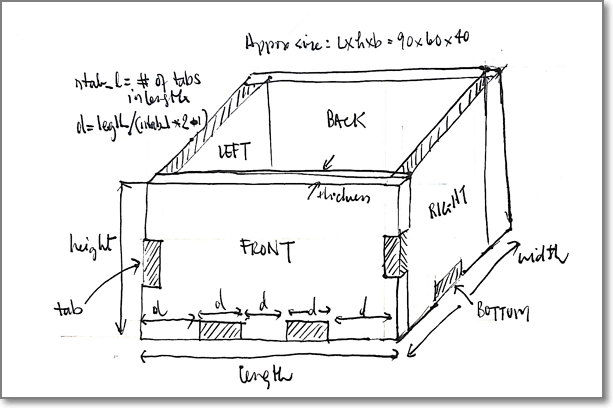 Approx size: LxHxb = 90x60x40
ntab_l = # of tabs
in length
d = legth/(ntabl*2+1)
BACK
LEFT
thickness
RIGHT
height
FRONT
width
tab
d d d d d
BOTTOM
length